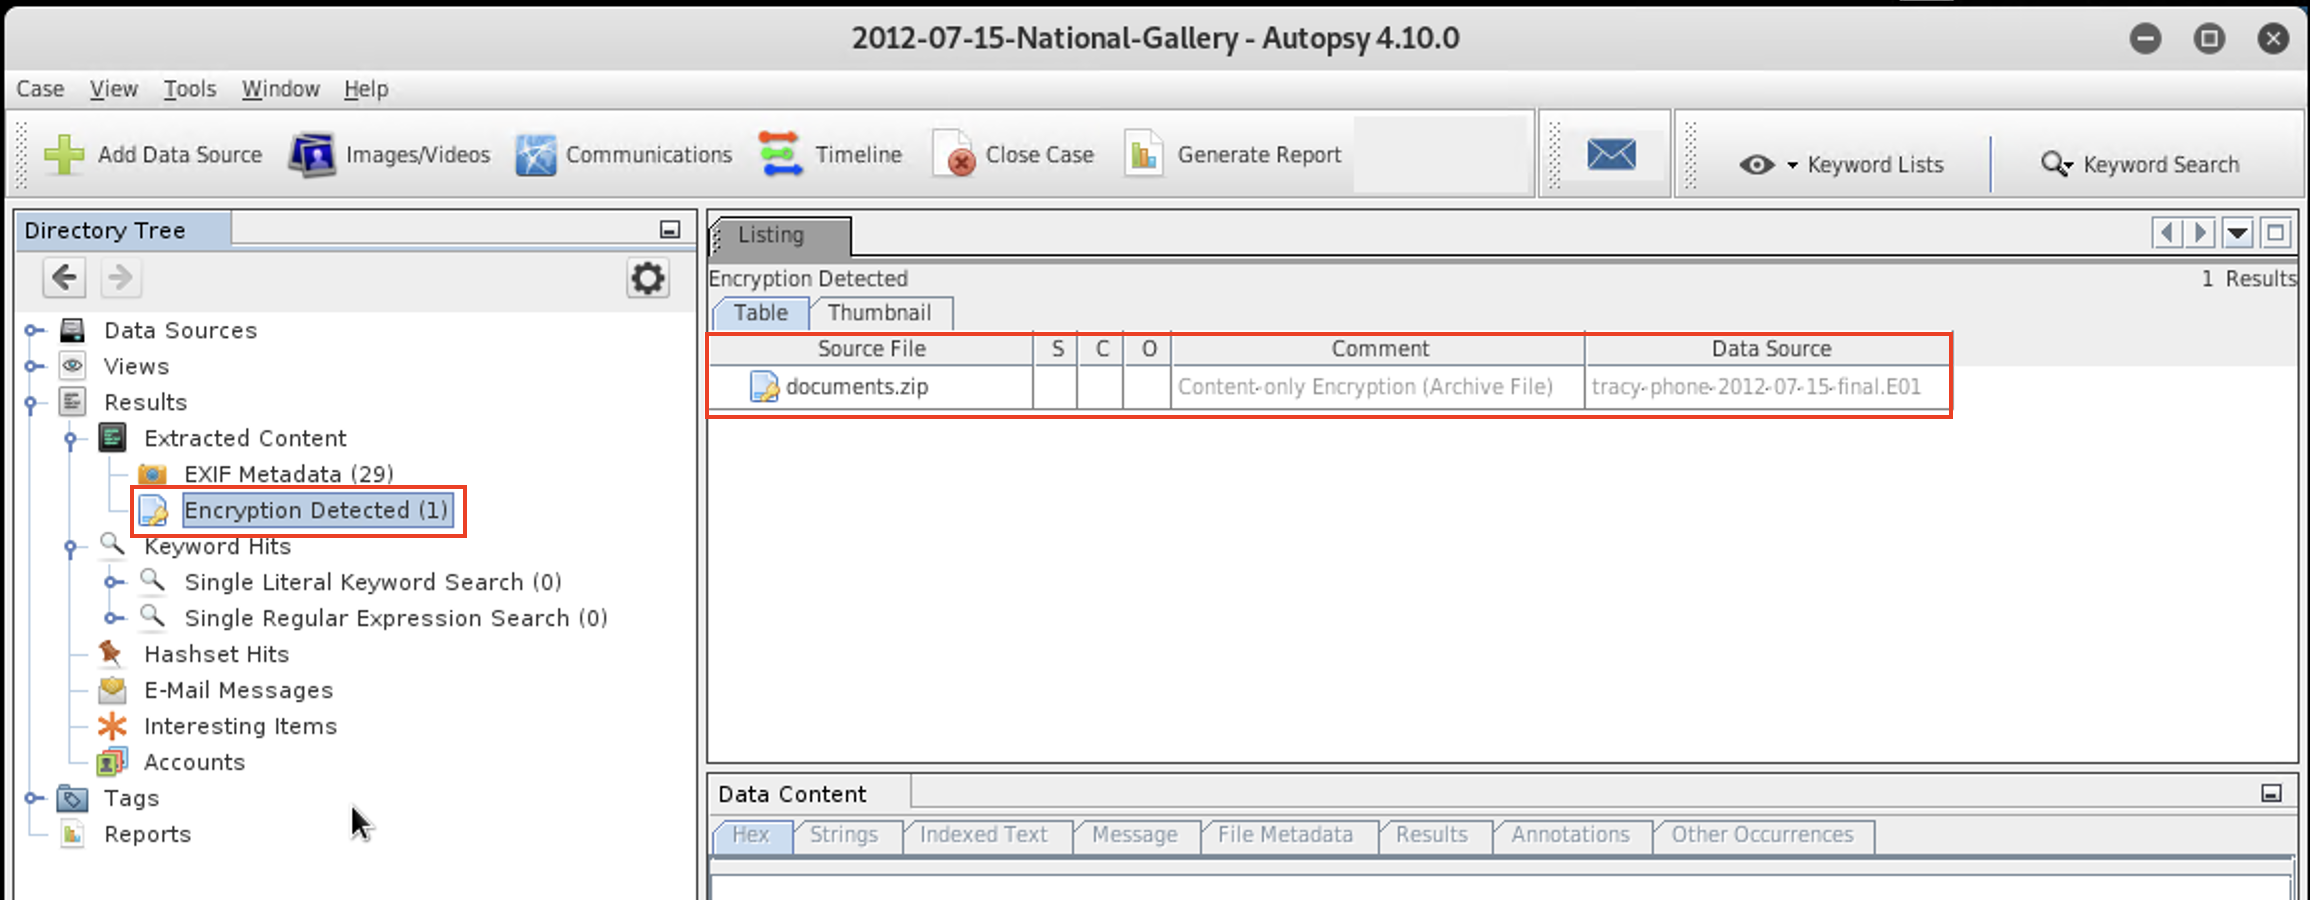 2012-07-15-National-Gallery - Autopsy 4.10.0
Case View Tools Window Help
Add Data Source Images/Videos Communications Timeline Close Case Generate Report Keyword Lists Keyword Search
Directory Tree
Data Sources
Views
Results
Extracted Content
EXIF Metadata (29)
Encryption Detected (1)
Keyword Hits
Single Literal Keyword Search (0)
Single Regular Expression Search (0)
Hashset Hits
E-Mail Messages
Interesting Items
Accounts
Tags
Reports
Listing
Encryption Detected 1 Results
Table Thumbnail
Source File S C O Comment Data Source
documents.zip Content-only Encryption (Archive File) tracy-phone-2012-07-15-final.E01
Data Content
Hex Strings Indexed Text Message File Metadata Results Annotations Other Occurrences